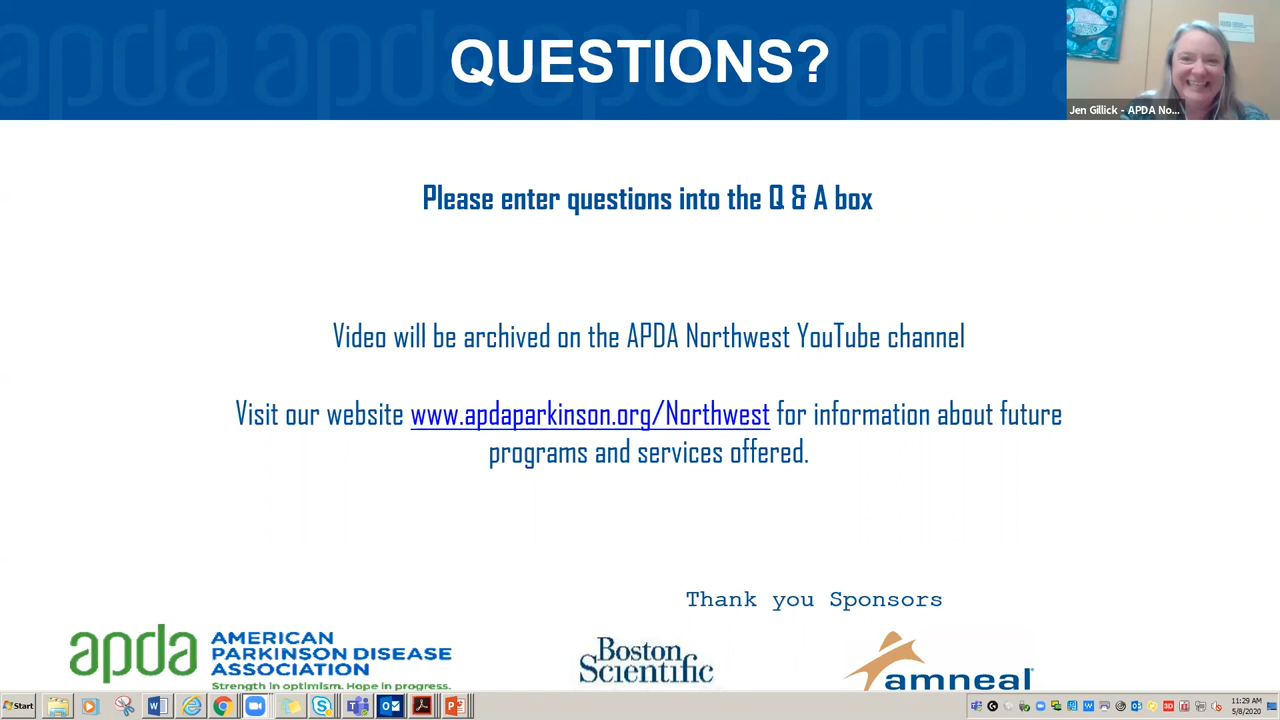 QUESTIONS?
Jen Gillick - APDA No...
Please enter questions into the Q & A box
Video will be archived on the APDA Northwest YouTube channel
Visit our website www.apdaparkinson.org/Northwest for information about future
programs and services offered.
Thank you Sponsors
apda
AMERICAN
PARKINSON DISEASE
ASSOCIATION
Strength in optimism. Hope in progress.
Boston
Scientific
amneal
Start
11:29 AM
5/8/2020